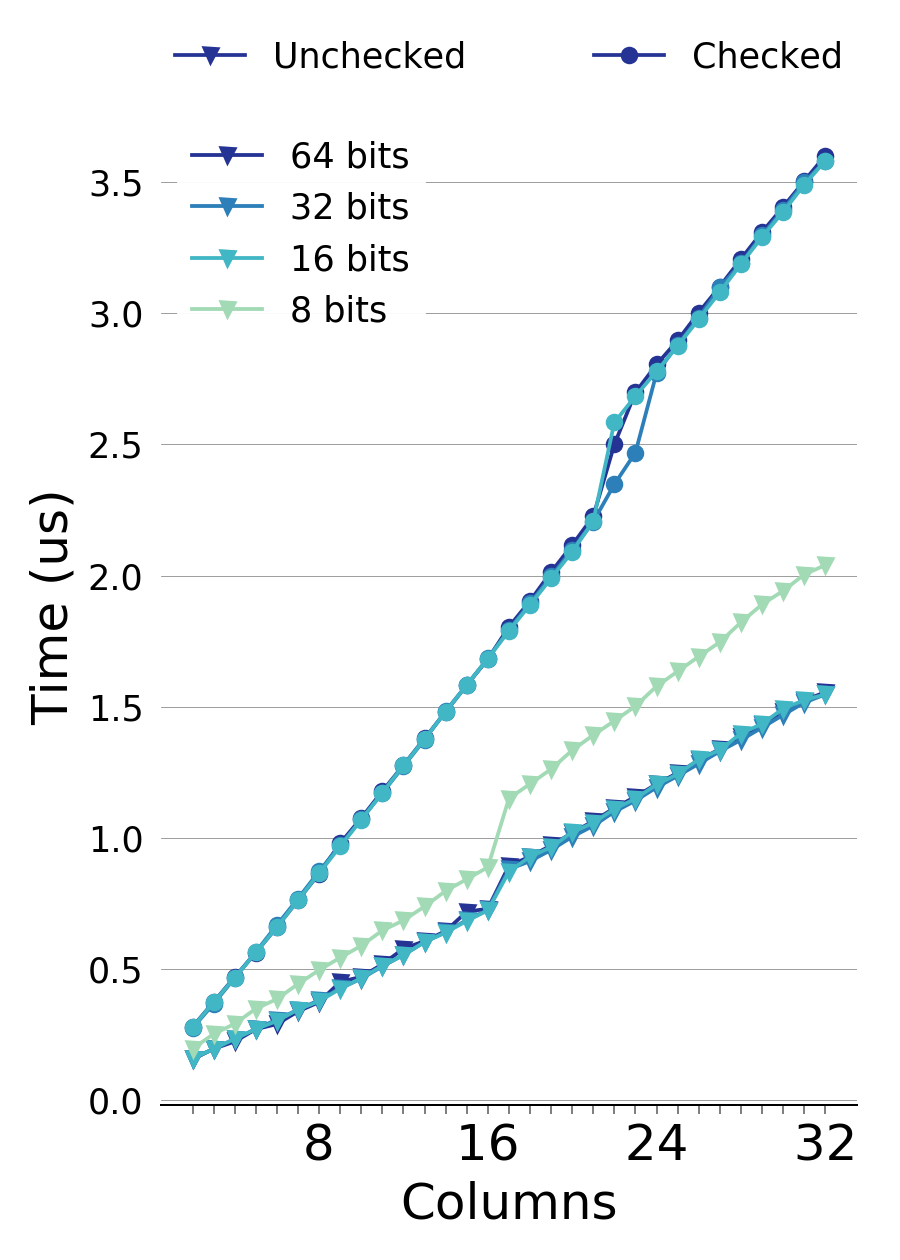 Unchecked Checked
64 bits
32 bits
16 bits
8 bits
3.5
3.0
2.5
2.0
1.5
1.0
0.5
0.0
Time (us)
8 16 24 32
Columns